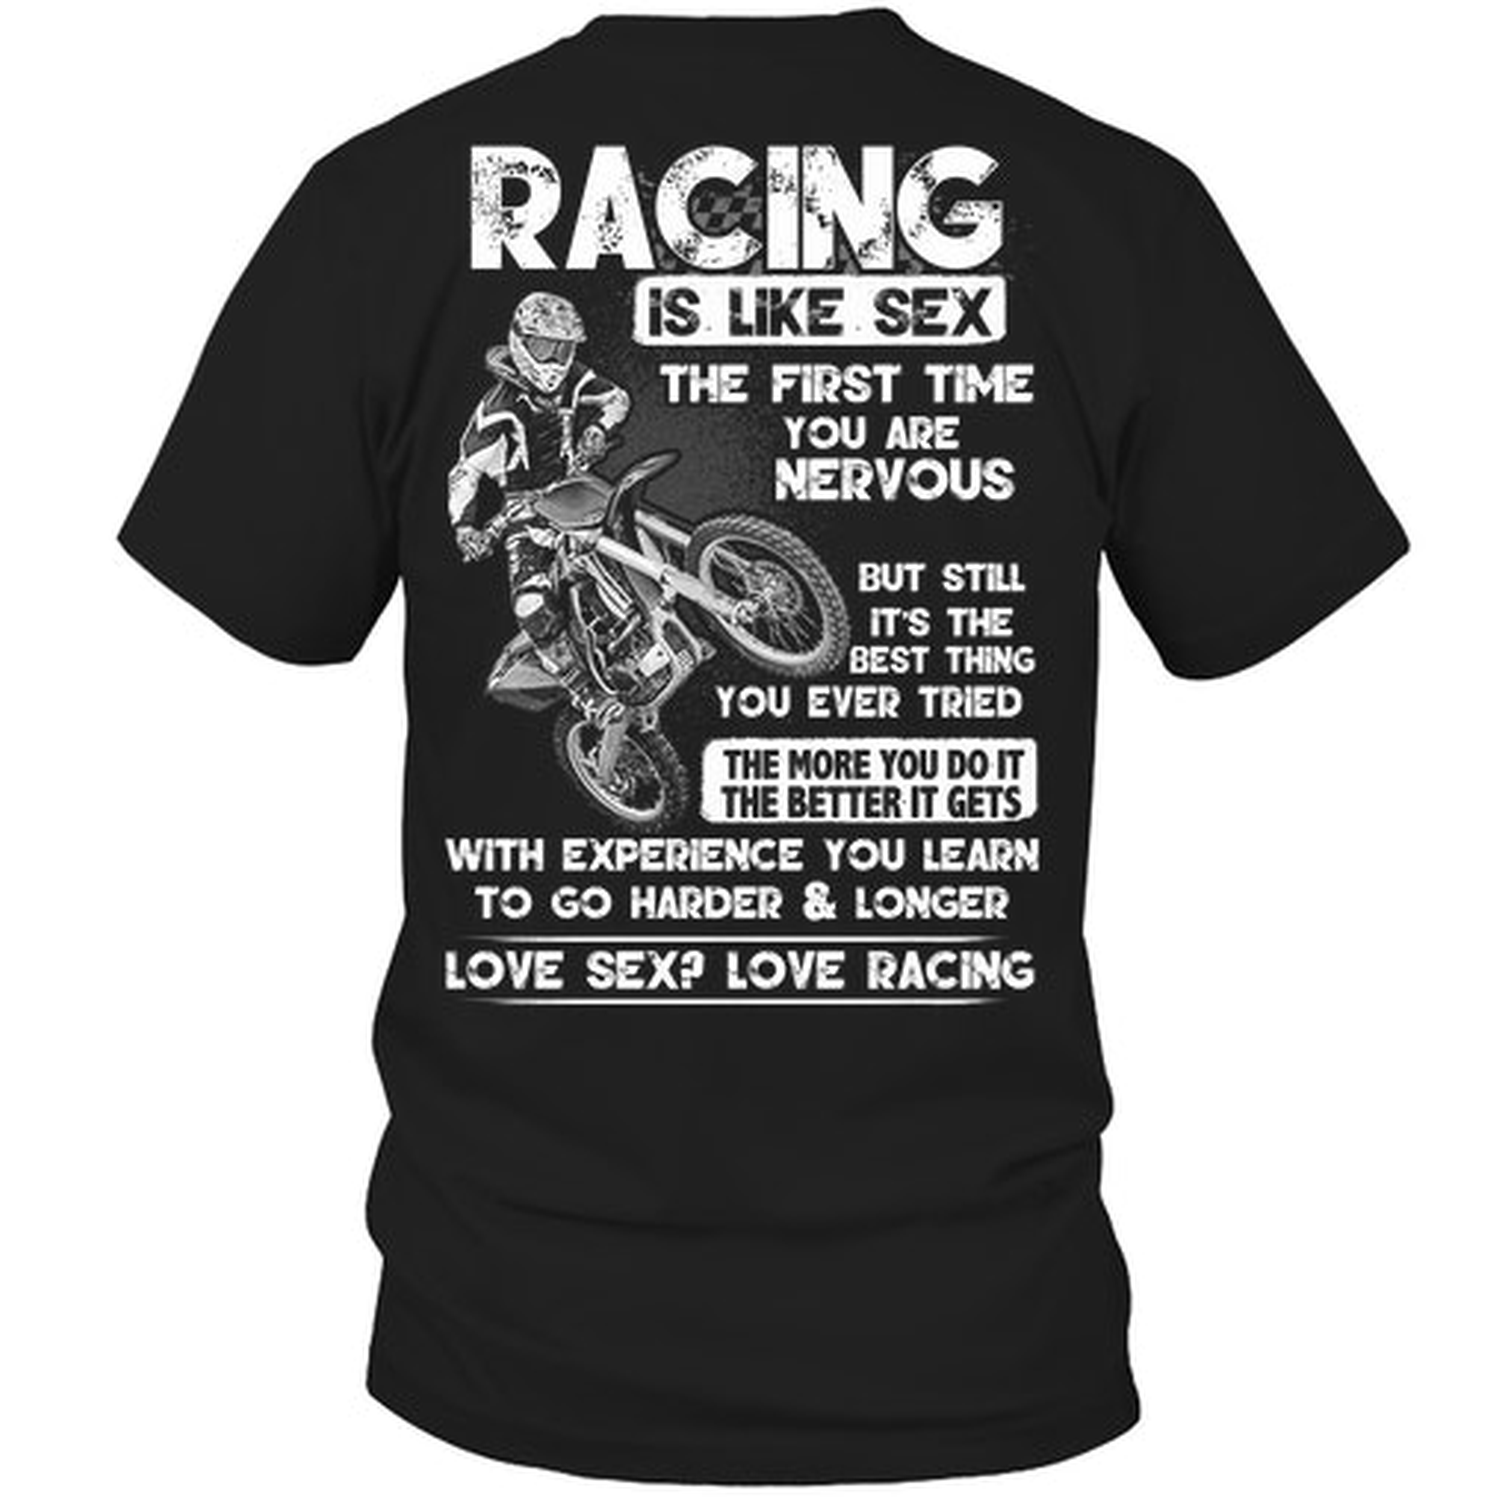 RACING
IS LIKE SEX
THE FIRST TIME
YOU ARE
NERVOUS
BUT STILL
IT'S THE
BEST THING
YOU EVER TRIED
THE MORE YOU DO IT
THE BETTER IT GETS
WITH EXPERIENCE YOU LEARN
TO GO HARDER & LONGER
LOVE SEX? LOVE RACING